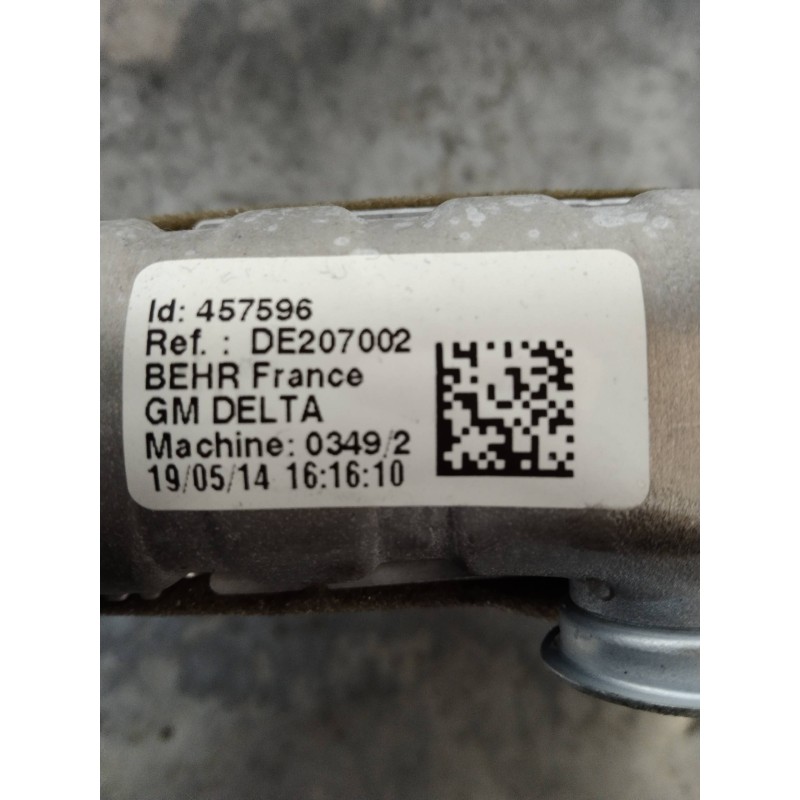 Id: 457596
Ref. : DE207002
BEHR France
GM DELTA
Machine: 0349/2
19/05/14 16:16:10